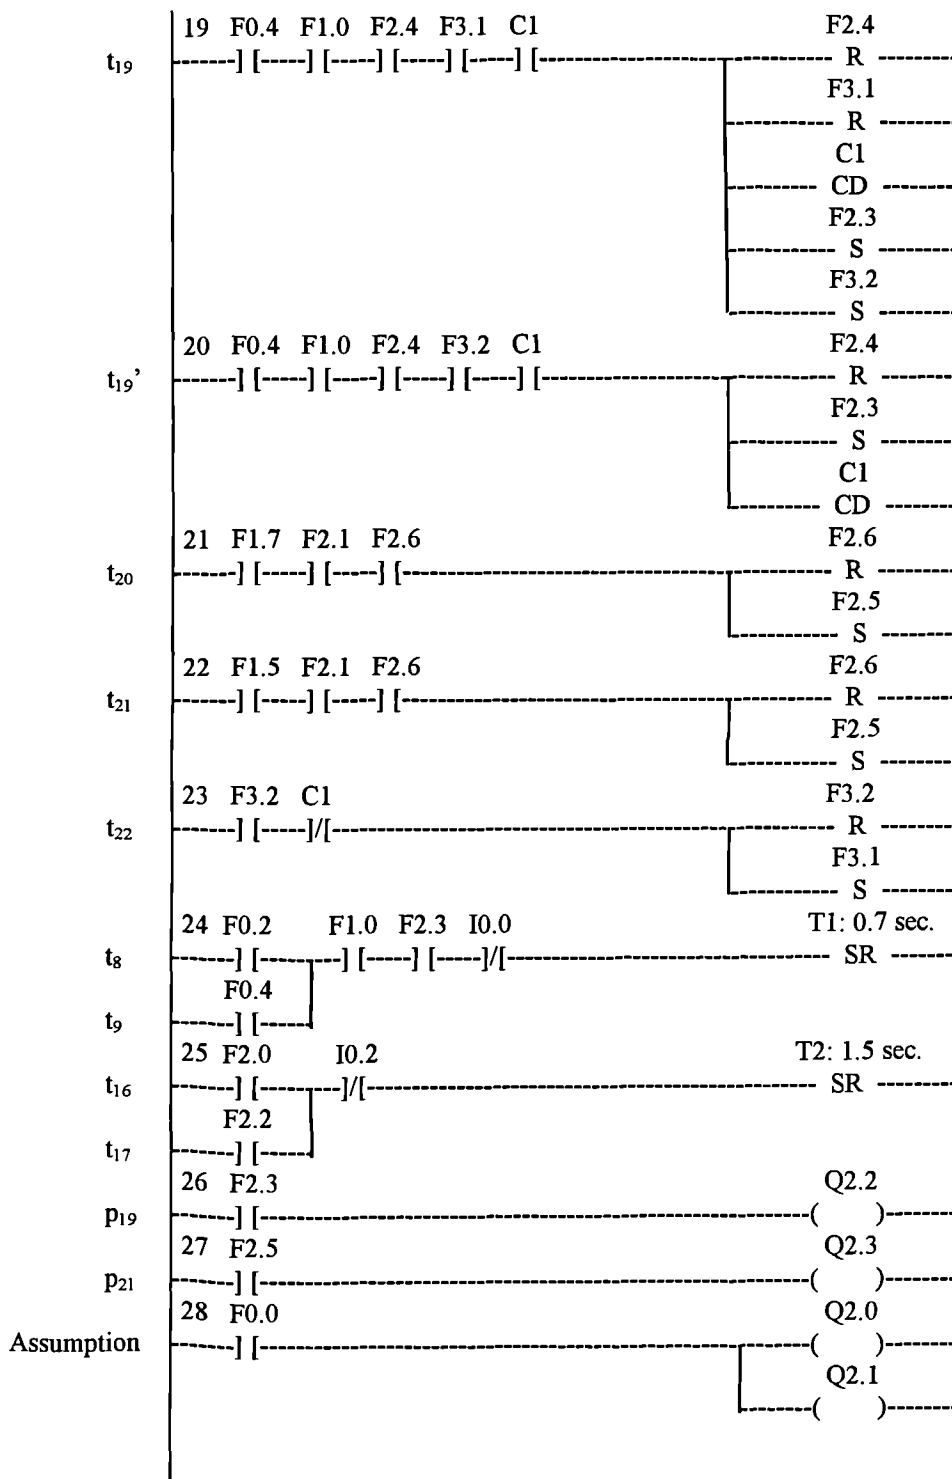 19 F0.4 F1.0 F2.4 F3.1 C1 F2.4
t19 ------] [-----] [-----] [-----] [----] [------ R ------
F3.1
R
C1
CD
F2.3
S
F3.2
S
20 F0.4 F1.0 F2.4 F3.2 C1 F2.4
t19’ ------] [-----] [-----] [-----] [----] [------ R ------
F2.3
S
C1
CD
21 F1.7 F2.1 F2.6 F2.6
t20 ------] [----] [----] [------ R ------
F2.5
S
22 F1.5 F2.1 F2.6 F2.6
t21 ------] [----] [----] [------ R ------
F2.5
S
23 F3.2 C1 F3.2
t22 ------] [----]/[------ R ------
F3.1
S
24 F0.2 F1.0 F2.3 I0.0 T1: 0.7 sec.
t8 ------] [------] [----] [----]/[------ SR ------
F0.4
t9 ------] [-----
25 F2.0 I0.2 T2: 1.5 sec.
t16 ------] [------]/[------ SR ------
F2.2
t17 ------] [-----
26 F2.3 Q2.2
p19 ------] [------( )------
27 F2.5 Q2.3
p21 ------] [------( )------
28 F0.0 Q2.0
Assumption ------] [------( )------
Q2.1
------( )------